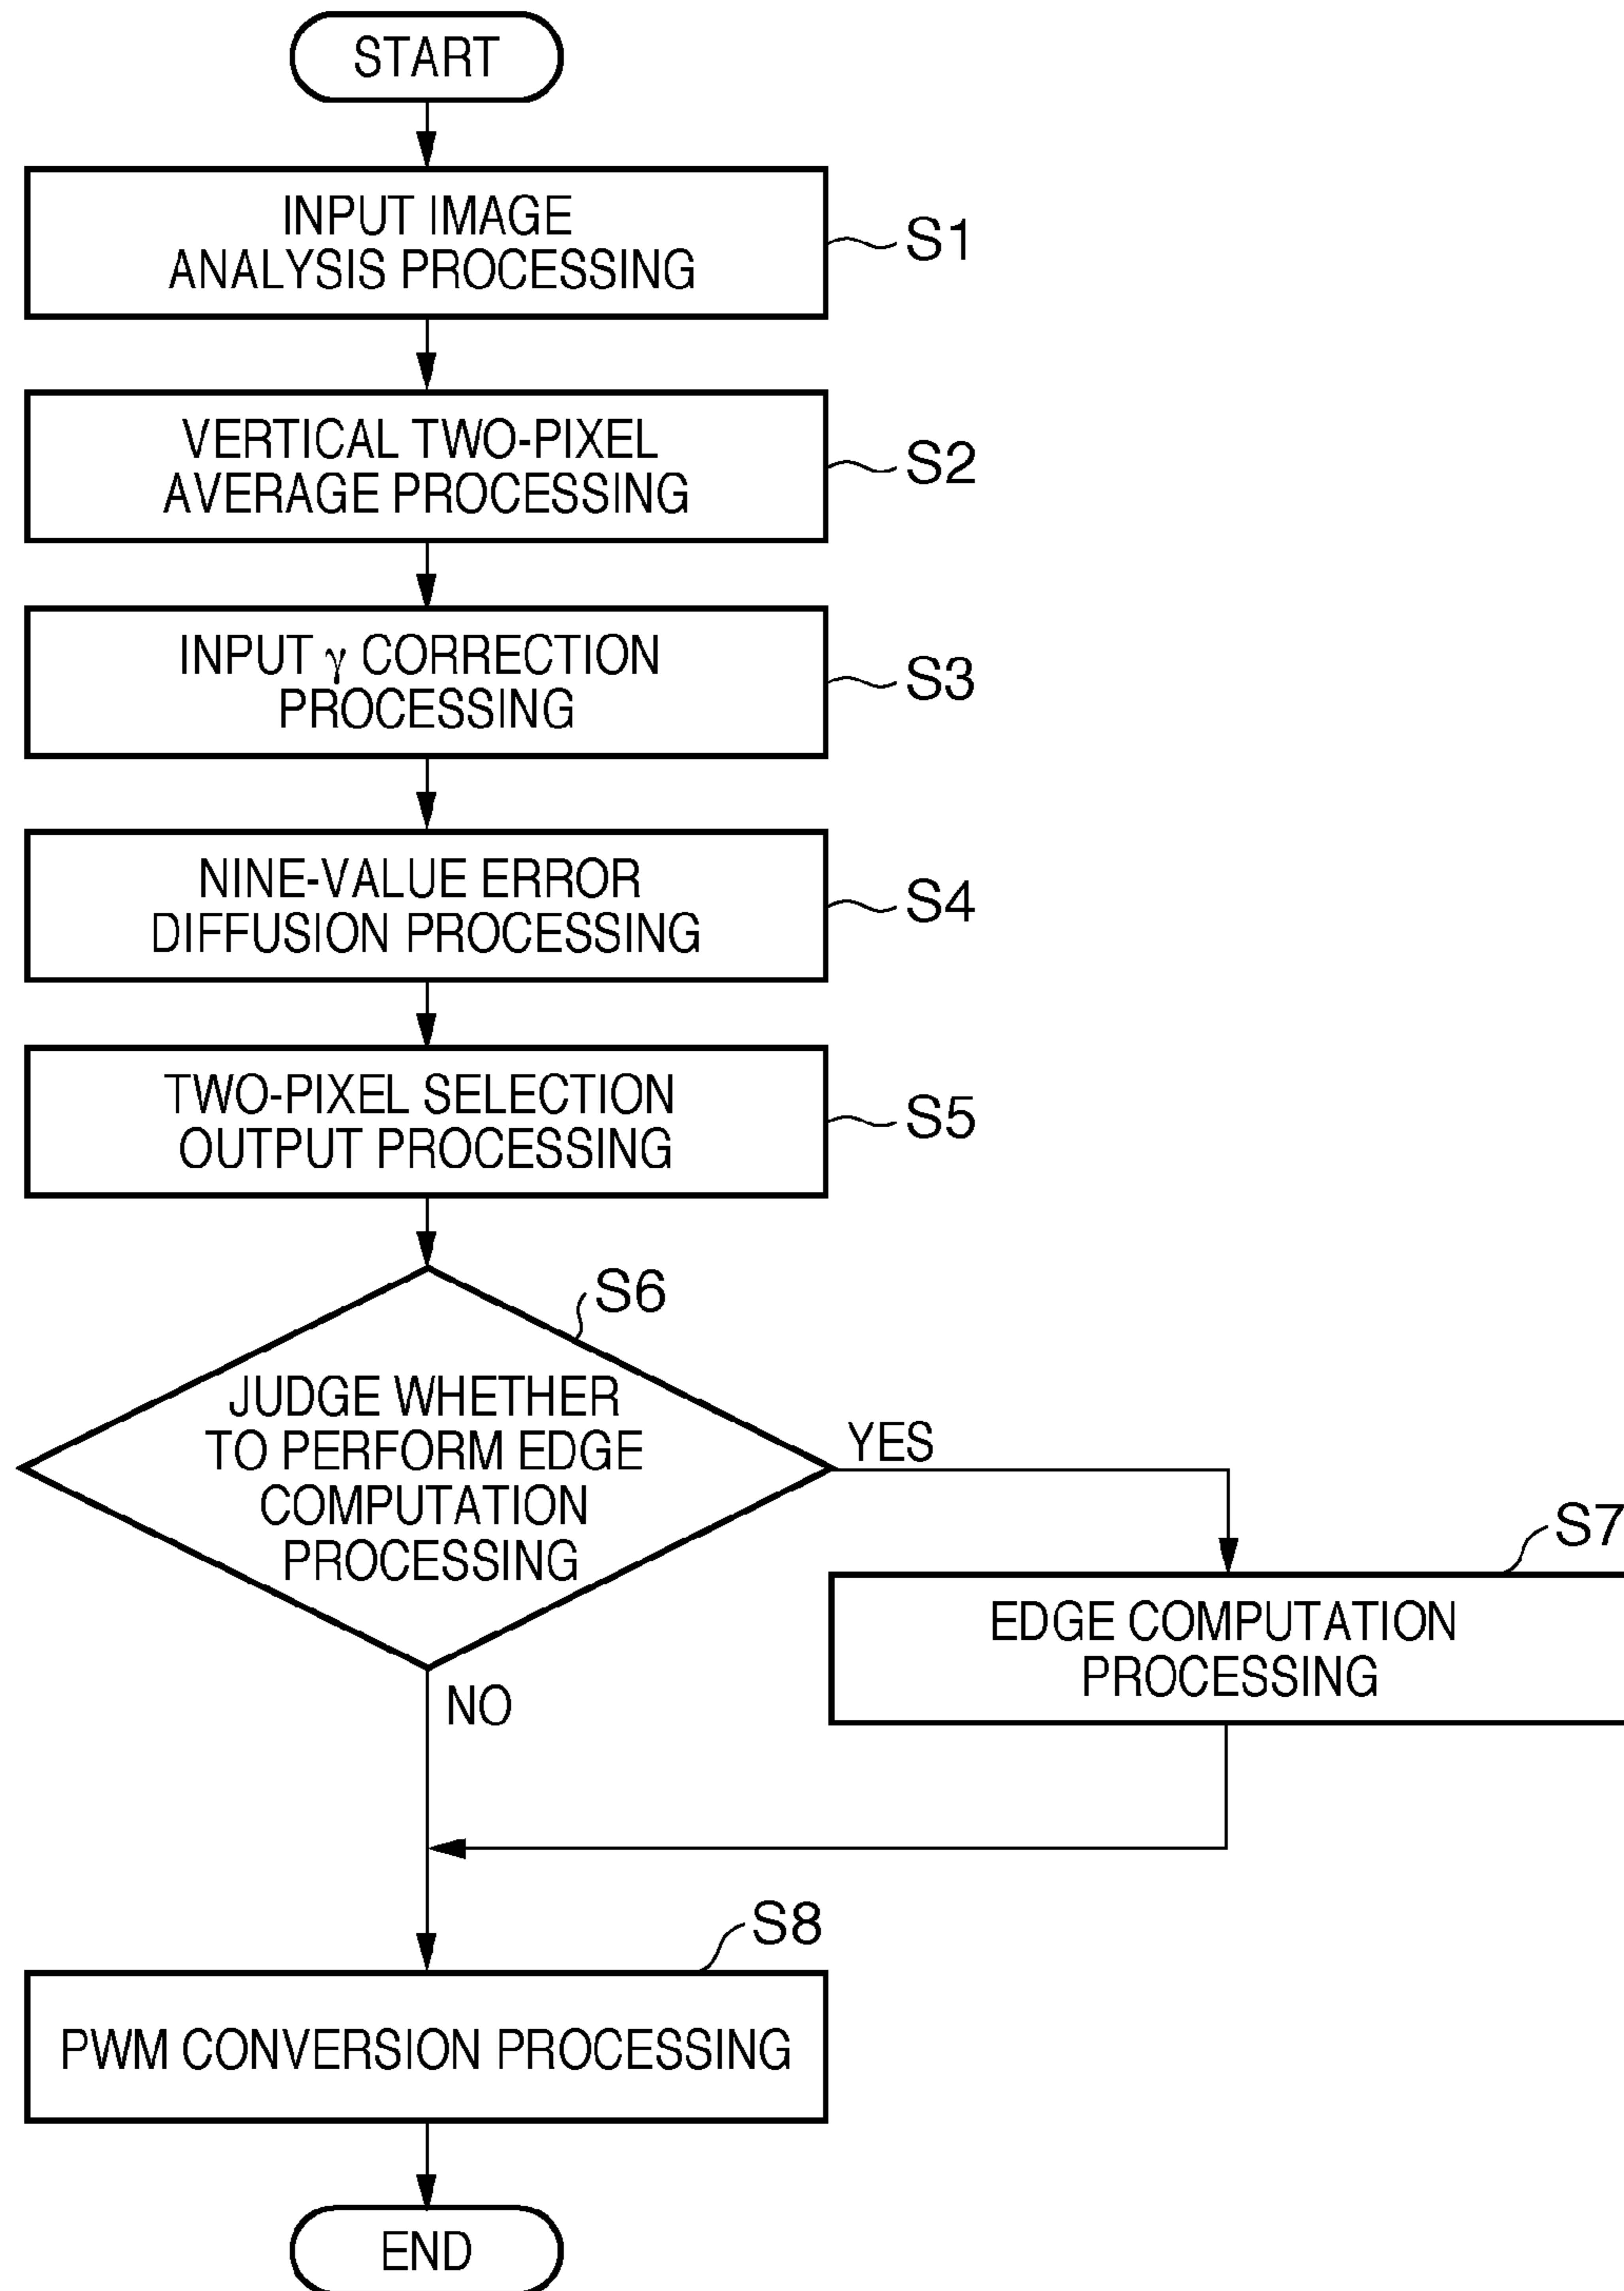 START
INPUT IMAGE
ANALYSIS PROCESSING
S1
VERTICAL TWO-PIXEL
AVERAGE PROCESSING
S2
INPUT γ CORRECTION
PROCESSING
S3
NINE-VALUE ERROR
DIFFUSION PROCESSING
S4
TWO-PIXEL SELECTION
OUTPUT PROCESSING
S5
S6
JUDGE WHETHER
TO PERFORM EDGE
COMPUTATION
PROCESSING
YES
S7
EDGE COMPUTATION
PROCESSING
NO
S8
PWM CONVERSION PROCESSING
END